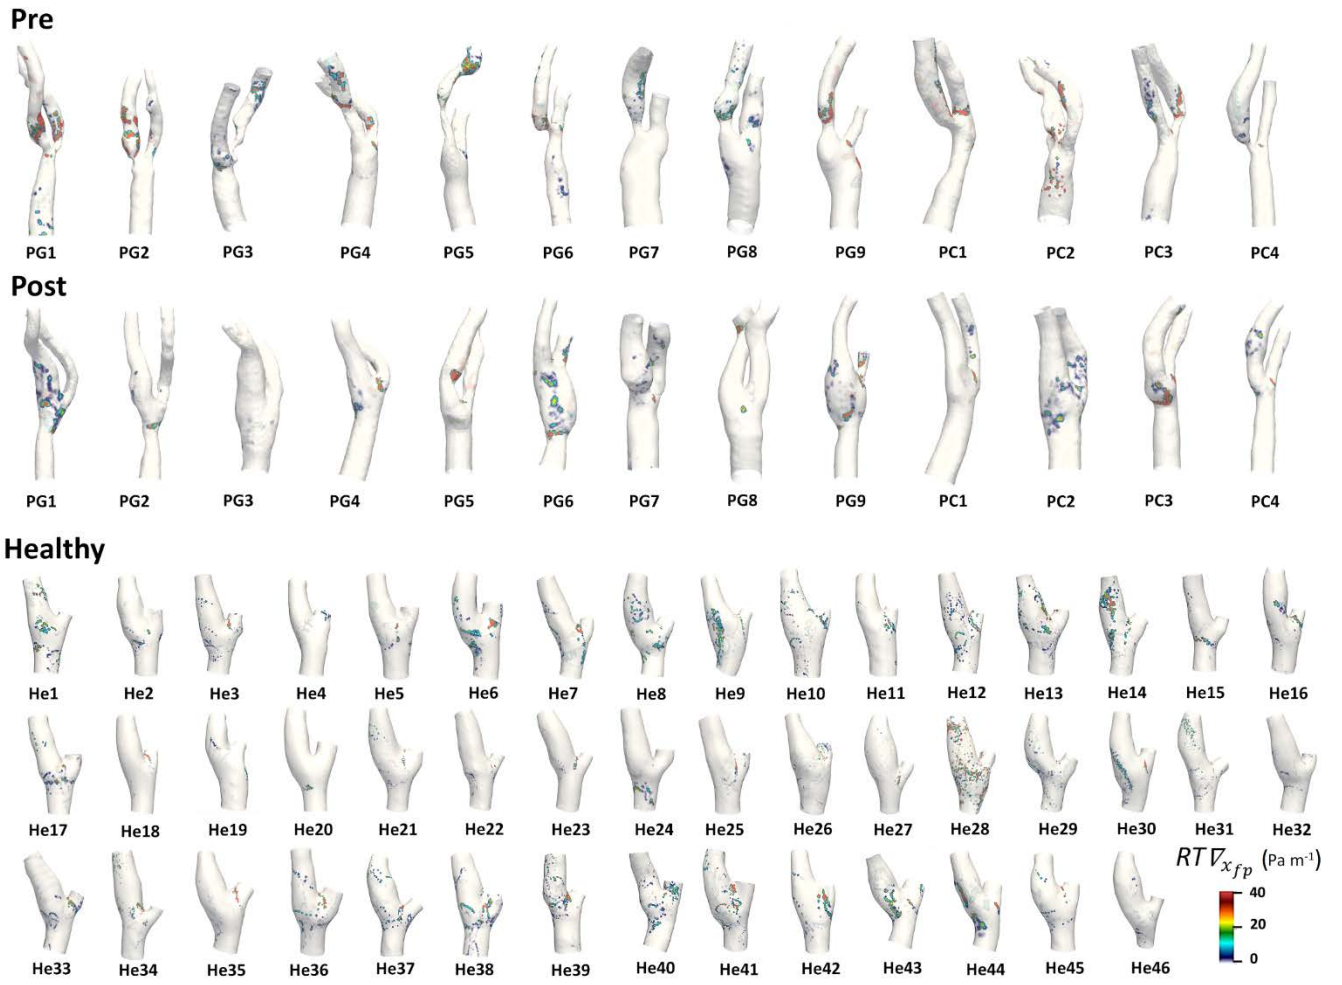 Pre
PG1 PG2 PG3 PG4 PG5 PG6 PG7 PG8 PG9 PC1 PC2 PC3 PC4
Post
PG1 PG2 PG3 PG4 PG5 PG6 PG7 PG8 PG9 PC1 PC2 PC3 PC4
Healthy
He1 He2 He3 He4 He5 He6 He7 He8 He9 He10 He11 He12 He13 He14 He15 He16
He17 He18 He19 He20 He21 He22 He23 He24 He25 He26 He27 He28 He29 He30 He31 He32
RT∇x_fp (Pa m⁻¹)
40
20
0
He33 He34 He35 He36 He37 He38 He39 He40 He41 He42 He43 He44 He45 He46